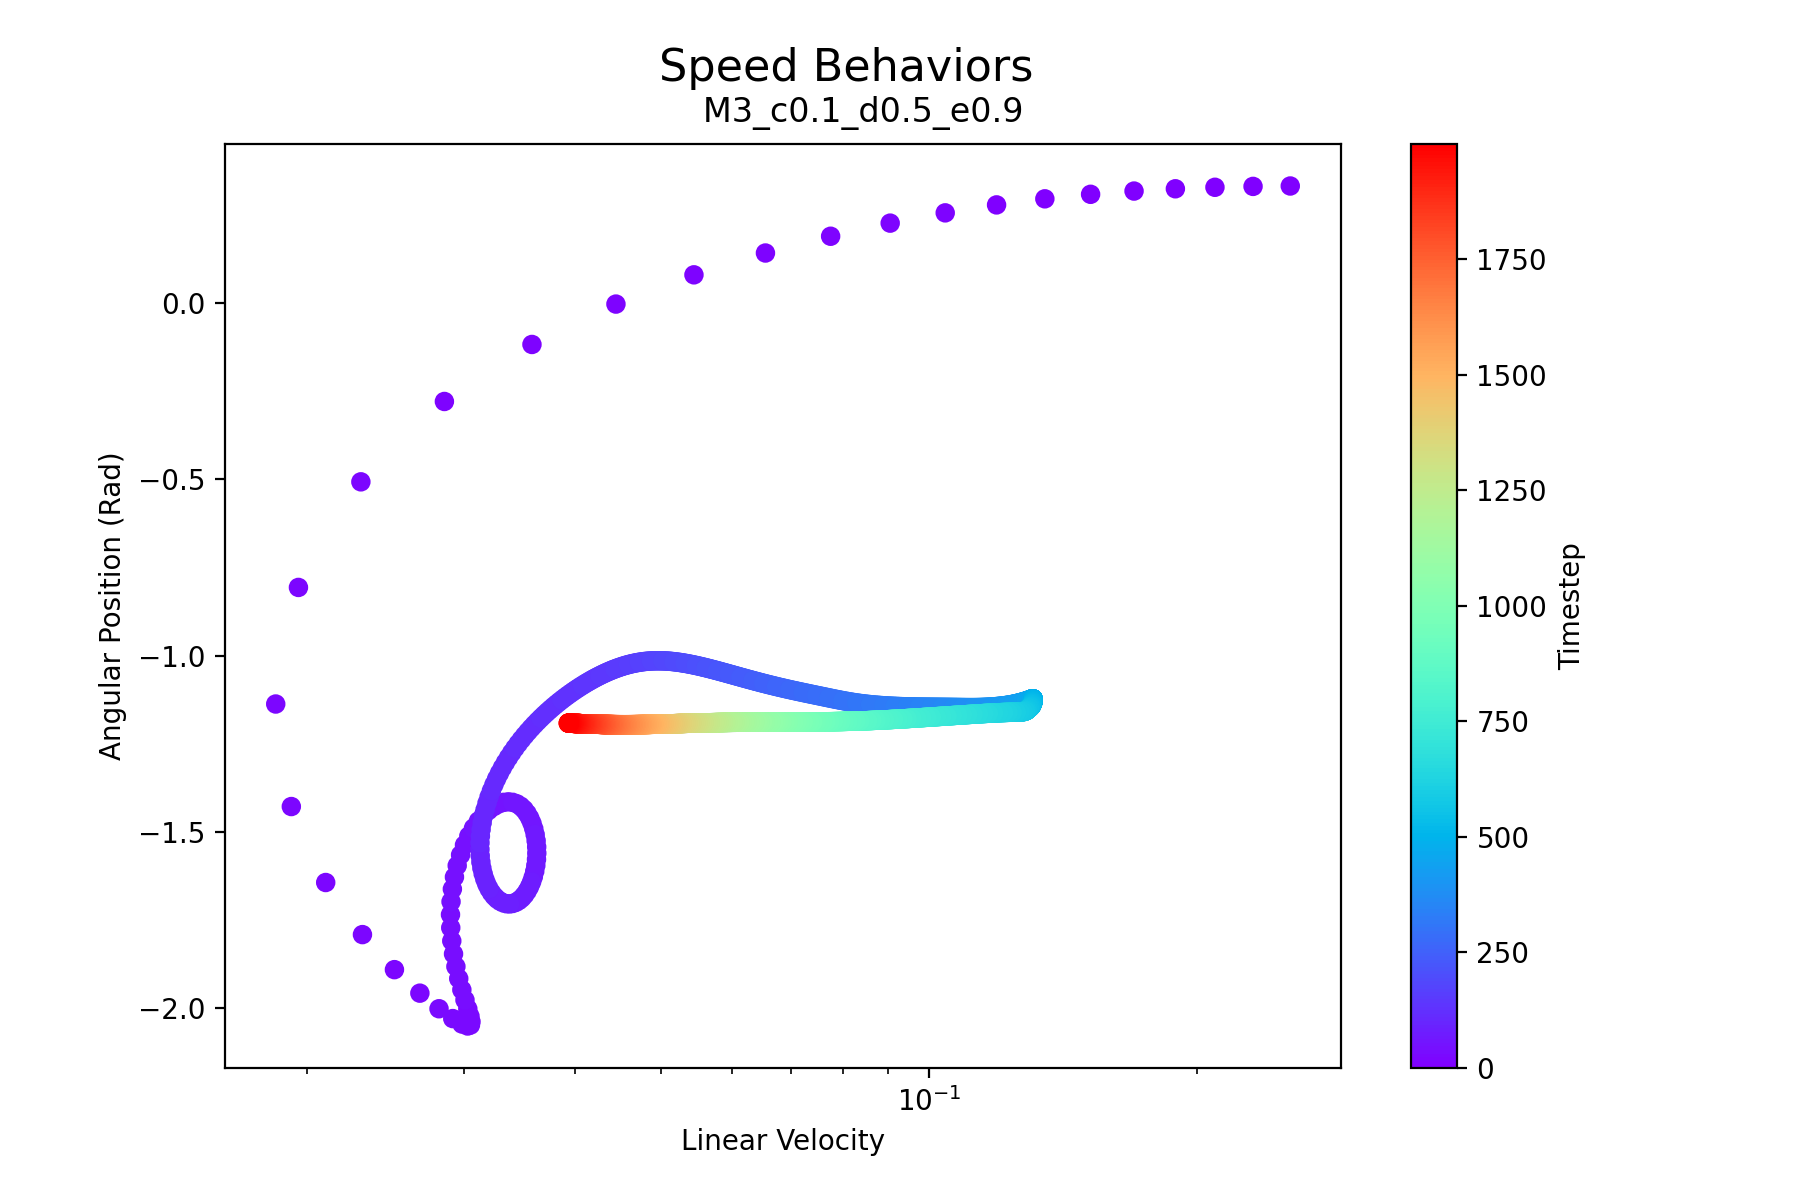 Speed Behaviors
M3_c0.1_d0.5_e0.9
0.0
−0.5
−1.0
−1.5
−2.0
Angular Position (Rad)
10⁻¹
Linear Velocity
1750
1500
1250
1000
750
500
250
0
Timestep